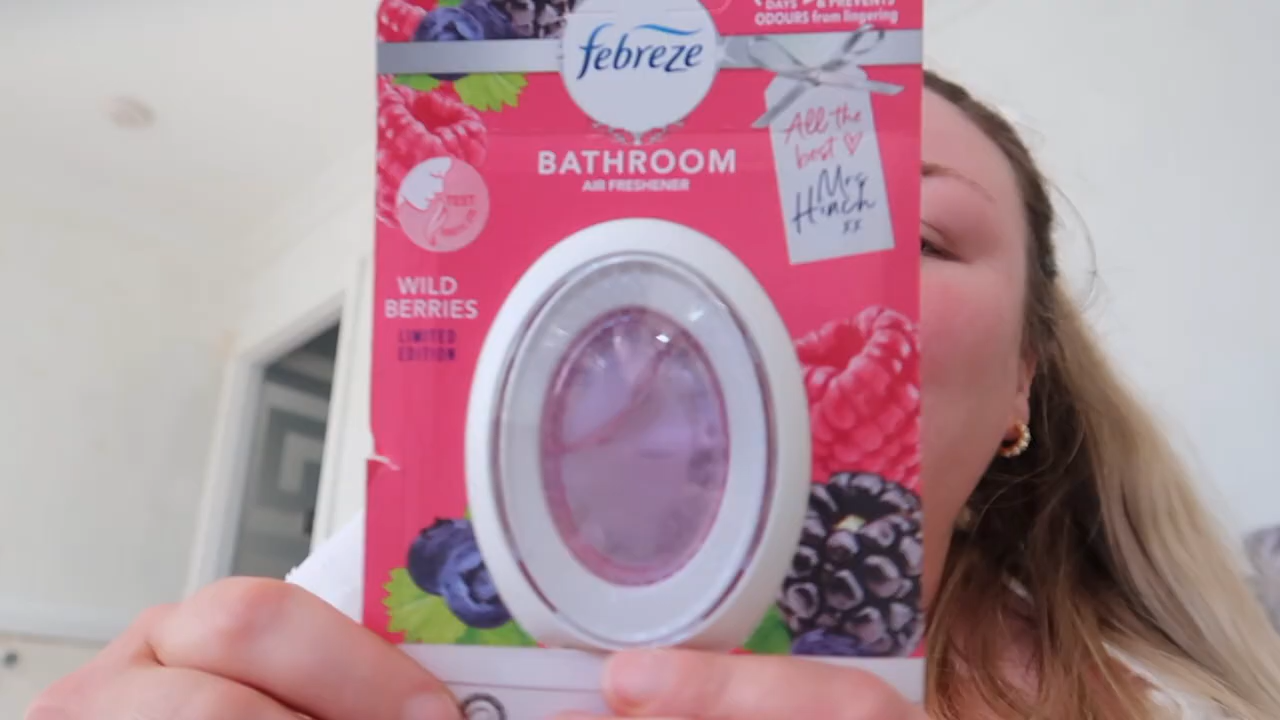 DAYS & PREVENTS
ODOURS from lingering
febreze
BATHROOM
AIR FRESHENER
All the
best ♡
Mrs
Hinch
xx
TEST
WILD
BERRIES
LIMITED
EDITION